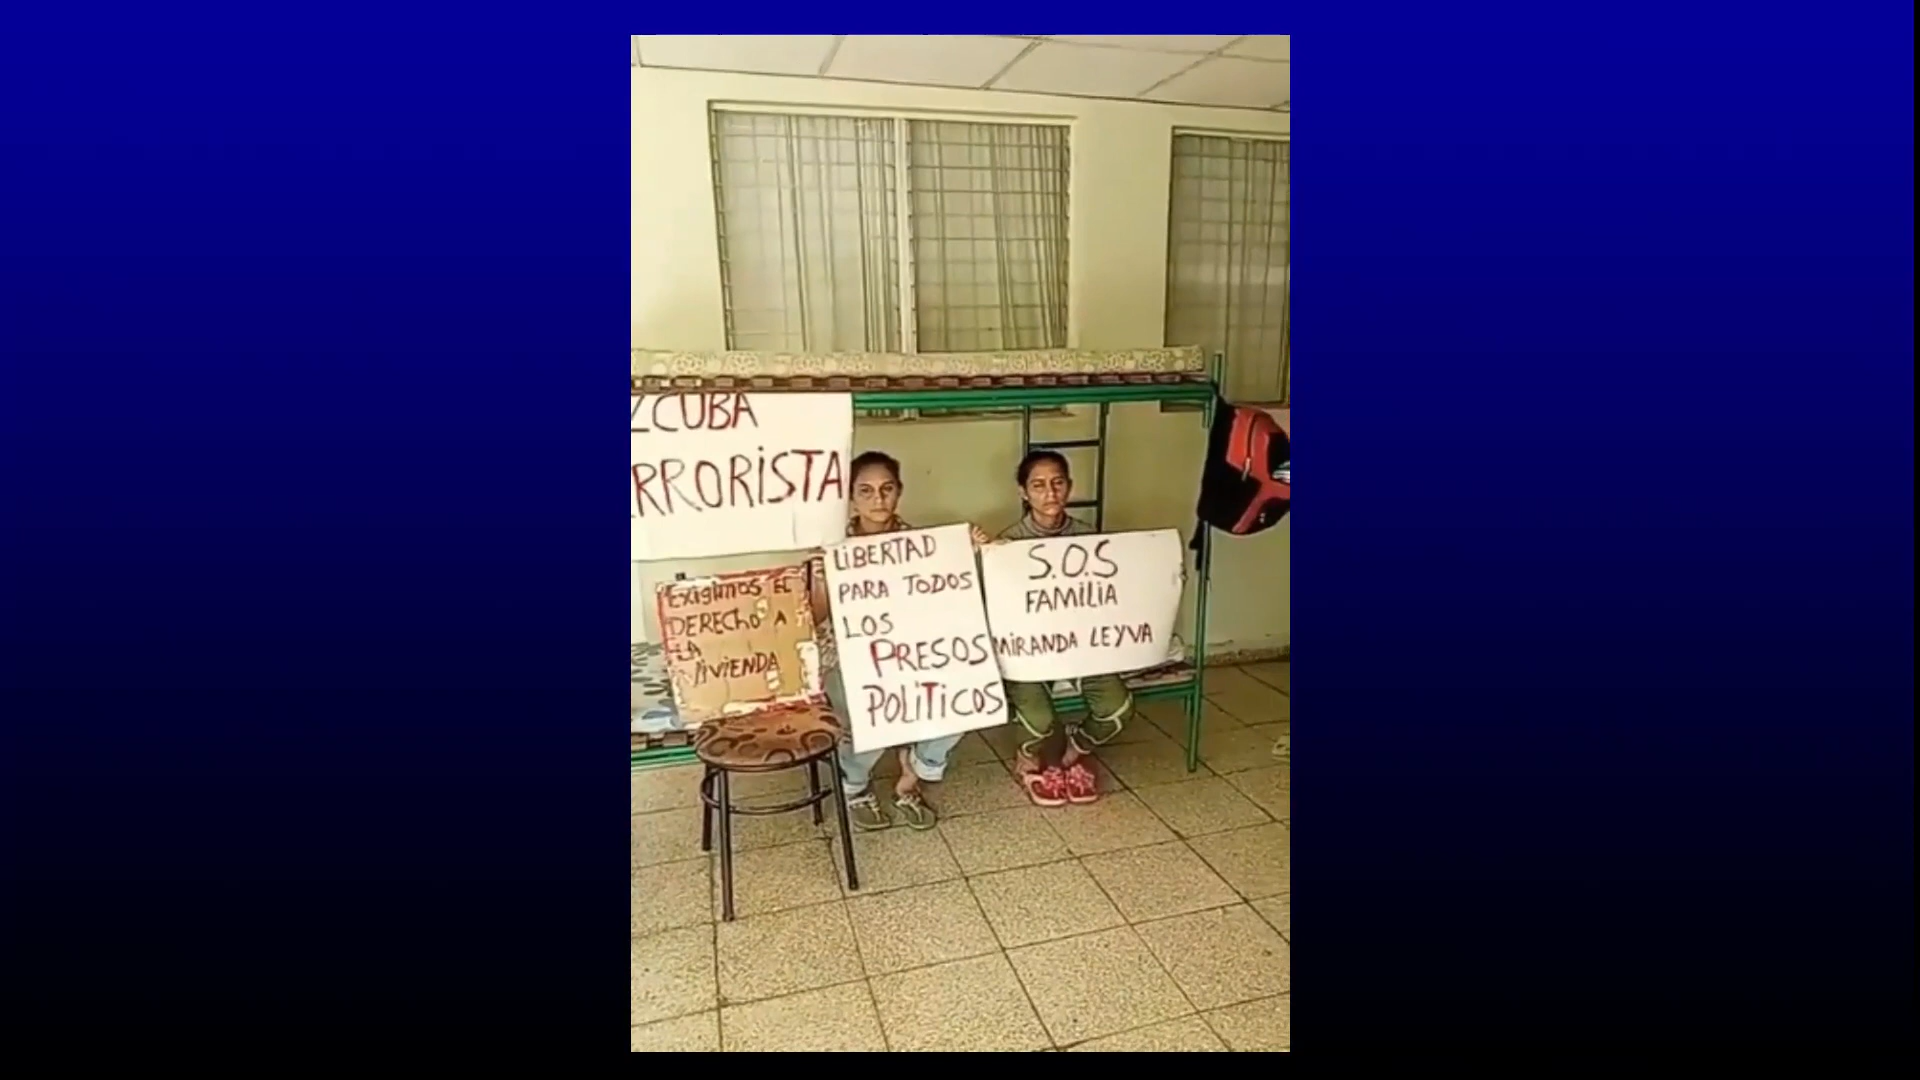 ZCUBA
RRORiSTA
EXigimos EL
DERECho A
LA
ViViENDA
LiBERTAD
PARA TODOS
LOS
PRESOS
POLiTiCOS
S.O.S
FAMiLiA
MiRANDA LEYVA